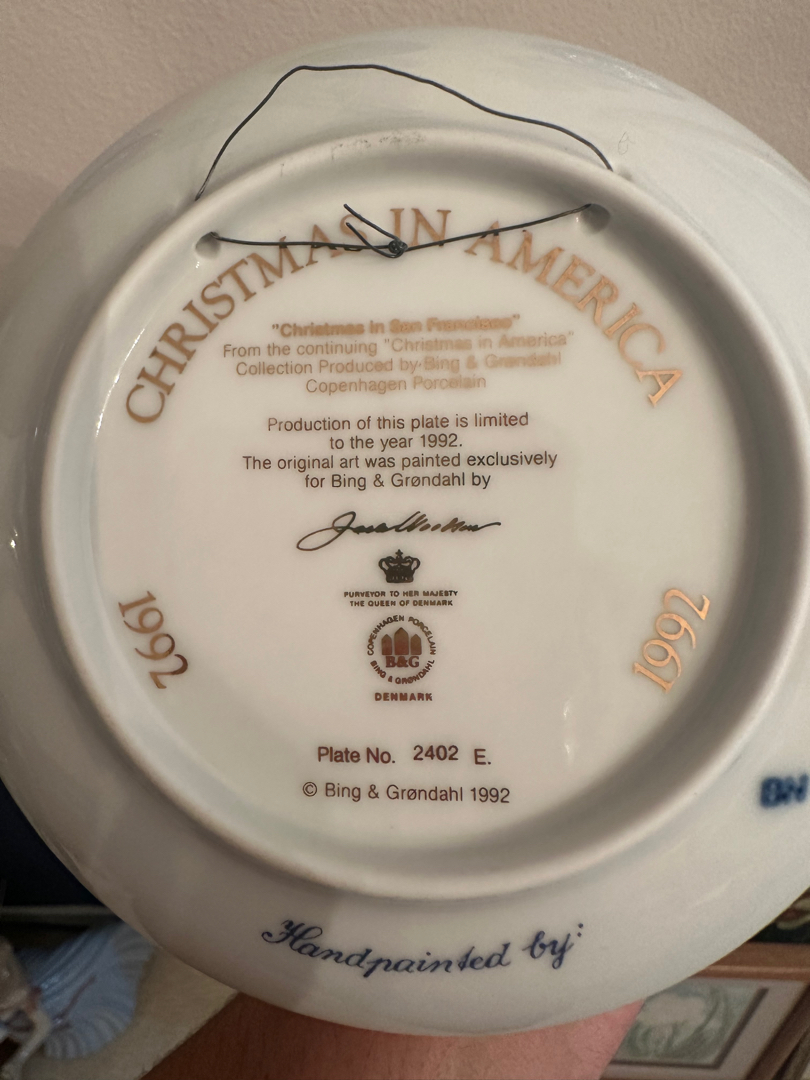 CHRISTMAS IN AMERICA
"Christmas in San Francisco"
From the continuing "Christmas in America"
Collection Produced by Bing & Grøndahl
Copenhagen Porcelain
Production of this plate is limited
to the year 1992.
The original art was painted exclusively
for Bing & Grøndahl by
PURVEYOR TO HER MAJESTY
THE QUEEN OF DENMARK
COPENHAGEN PORCELAIN
B&G
BING & GRØNDAHL
DENMARK
1992
1992
Plate No. 2402 E.
© Bing & Grøndahl 1992
BN
Handpainted by: